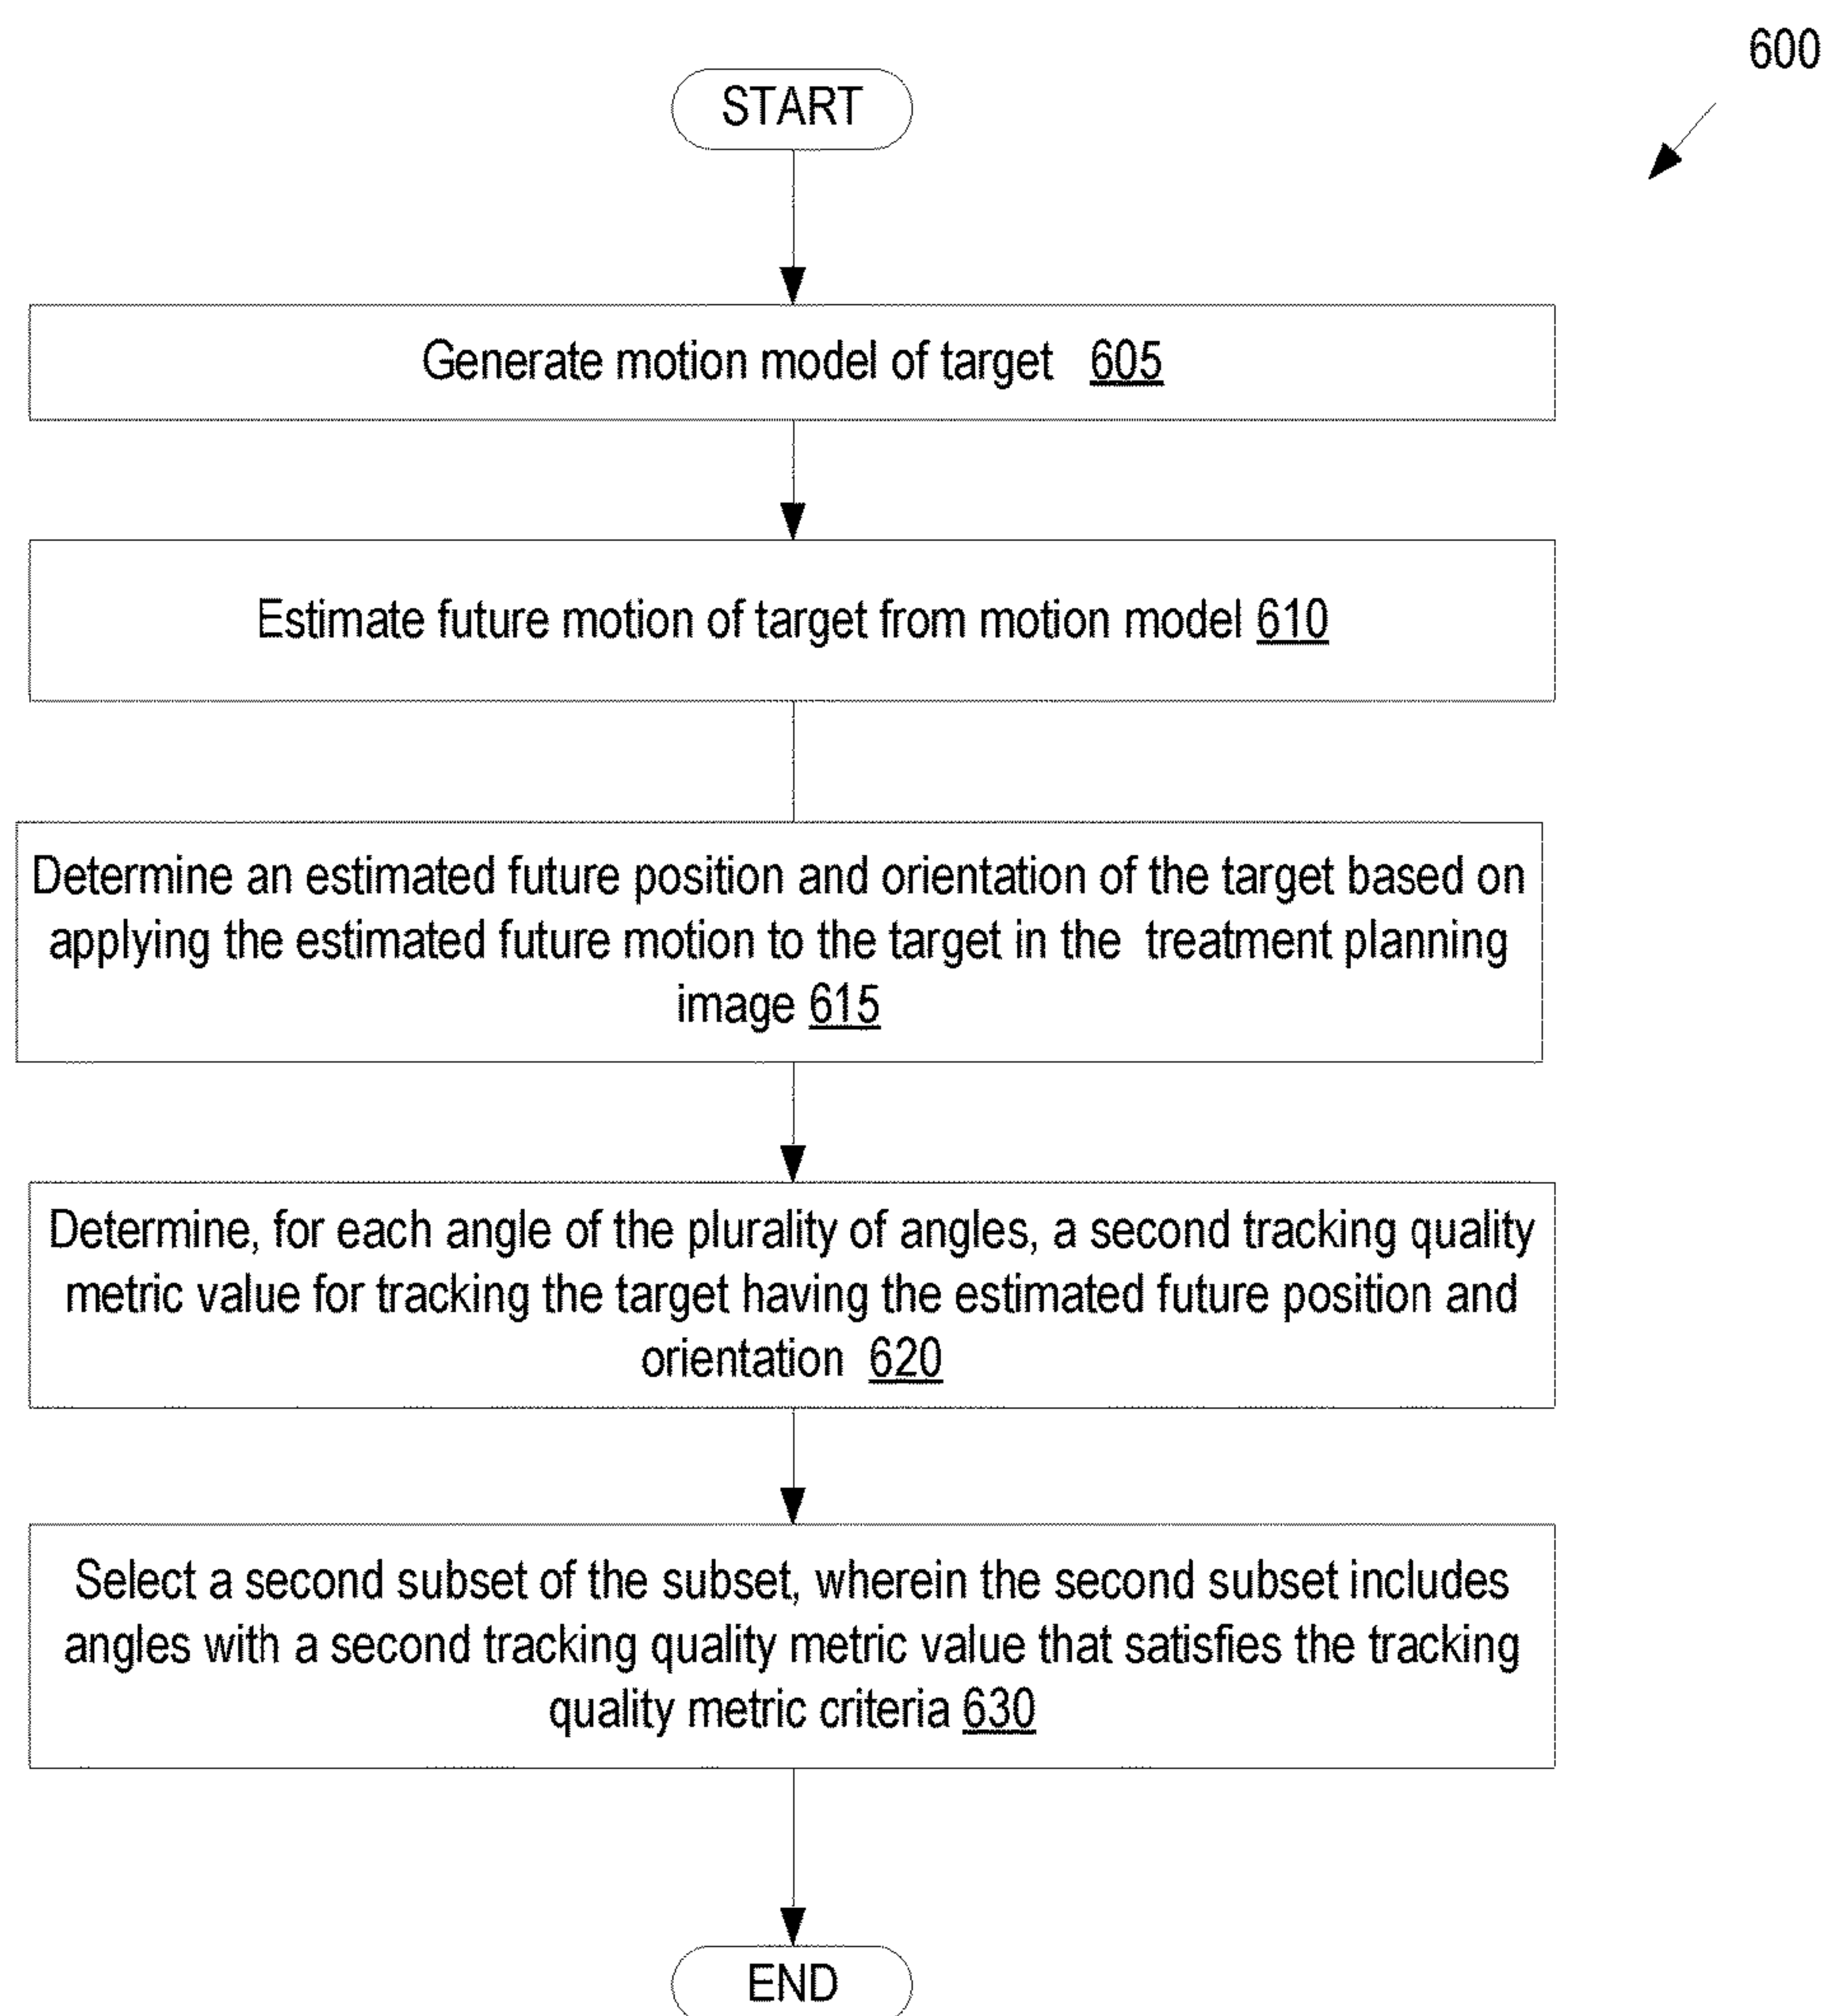 600
START
Generate motion model of target 605
Estimate future motion of target from motion model 610
Determine an estimated future position and orientation of the target based on
applying the estimated future motion to the target in the treatment planning
image 615
Determine, for each angle of the plurality of angles, a second tracking quality
metric value for tracking the target having the estimated future position and
orientation 620
Select a second subset of the subset, wherein the second subset includes
angles with a second tracking quality metric value that satisfies the tracking
quality metric criteria 630
END